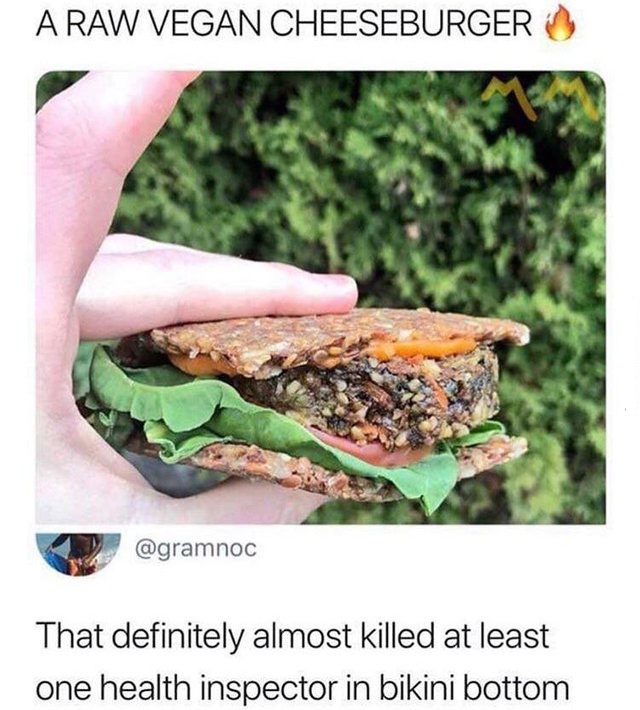 A RAW VEGAN CHEESEBURGER 🔥
@gramnoc
That definitely almost killed at least
one health inspector in bikini bottom